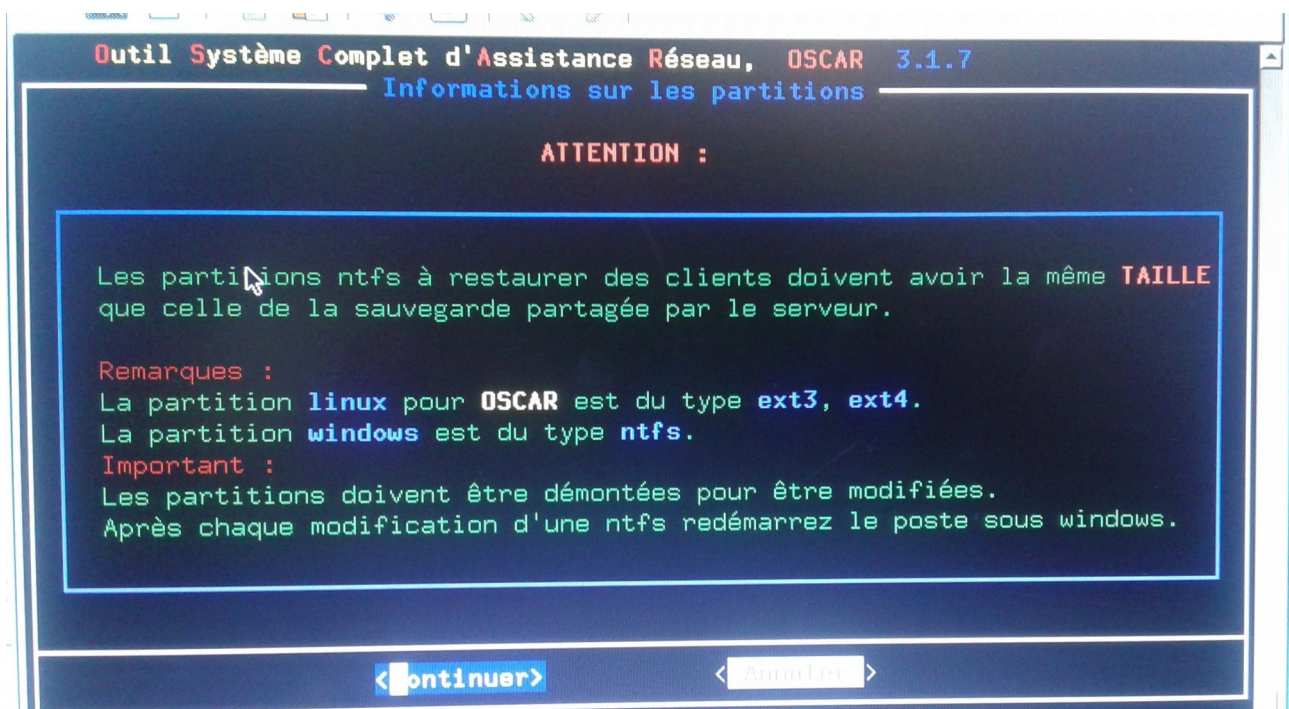 Outil Système Complet d'Assistance Réseau, OSCAR 3.1.7
Informations sur les partitions
ATTENTION :
Les partitions ntfs à restaurer des clients doivent avoir la même TAILLE
que celle de la sauvegarde partagée par le serveur.
Remarques :
La partition linux pour OSCAR est du type ext3, ext4.
La partition windows est du type ntfs.
Important :
Les partitions doivent être démontées pour être modifiées.
Après chaque modification d'une ntfs redémarrez le poste sous windows.
<Continuer> <Annuler>